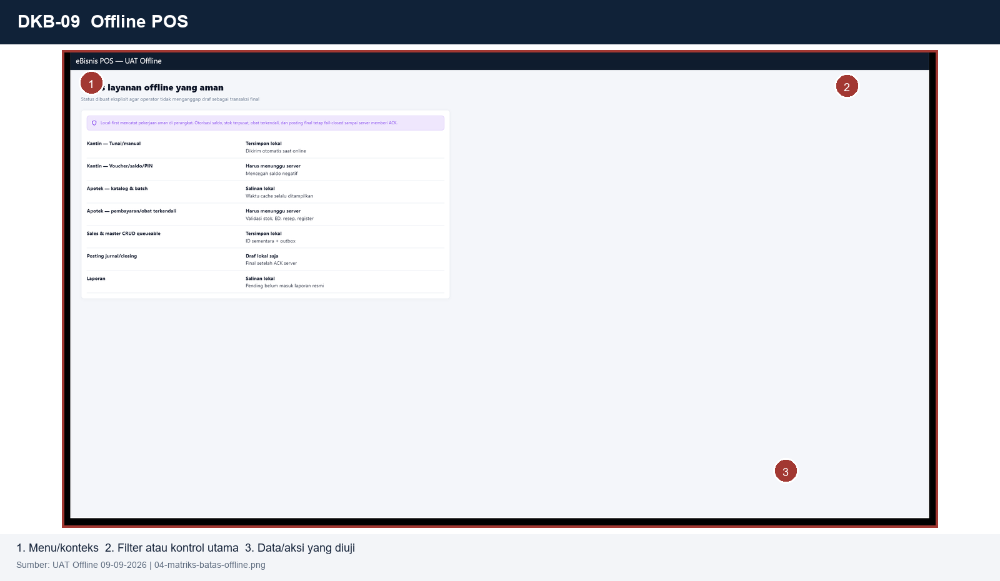 DKB-09 Offline POS
eBisnis POS — UAT Offline
1
layanan offline yang aman
2
Status dibuat eksplisit agar operator tidak menganggap draf sebagai transaksi final
Local-first mencatat pekerjaan aman di perangkat. Otorisasi saldo, stok terpusat, obat terkendali, dan posting final tetap fail-closed sampai server memberi ACK.
Kantin — Tunai/manual
Tersimpan lokal
Dikirim otomatis saat online
Kantin — Voucher/saldo/PIN
Harus menunggu server
Mencegah saldo negatif
Apotek — katalog & batch
Salinan lokal
Waktu cache selalu ditampilkan
Apotek — pembayaran/obat terkendali
Harus menunggu server
Validasi stok, ED, resep, register
Sales & master CRUD queueable
Tersimpan lokal
ID sementara + outbox
Posting jurnal/closing
Draf lokal saja
Final setelah ACK server
Laporan
Salinan lokal
Pending belum masuk laporan resmi
3
1. Menu/konteks 2. Filter atau kontrol utama 3. Data/aksi yang diuji
Sumber: UAT Offline 09-09-2026 | 04-matriks-batas-offline.png